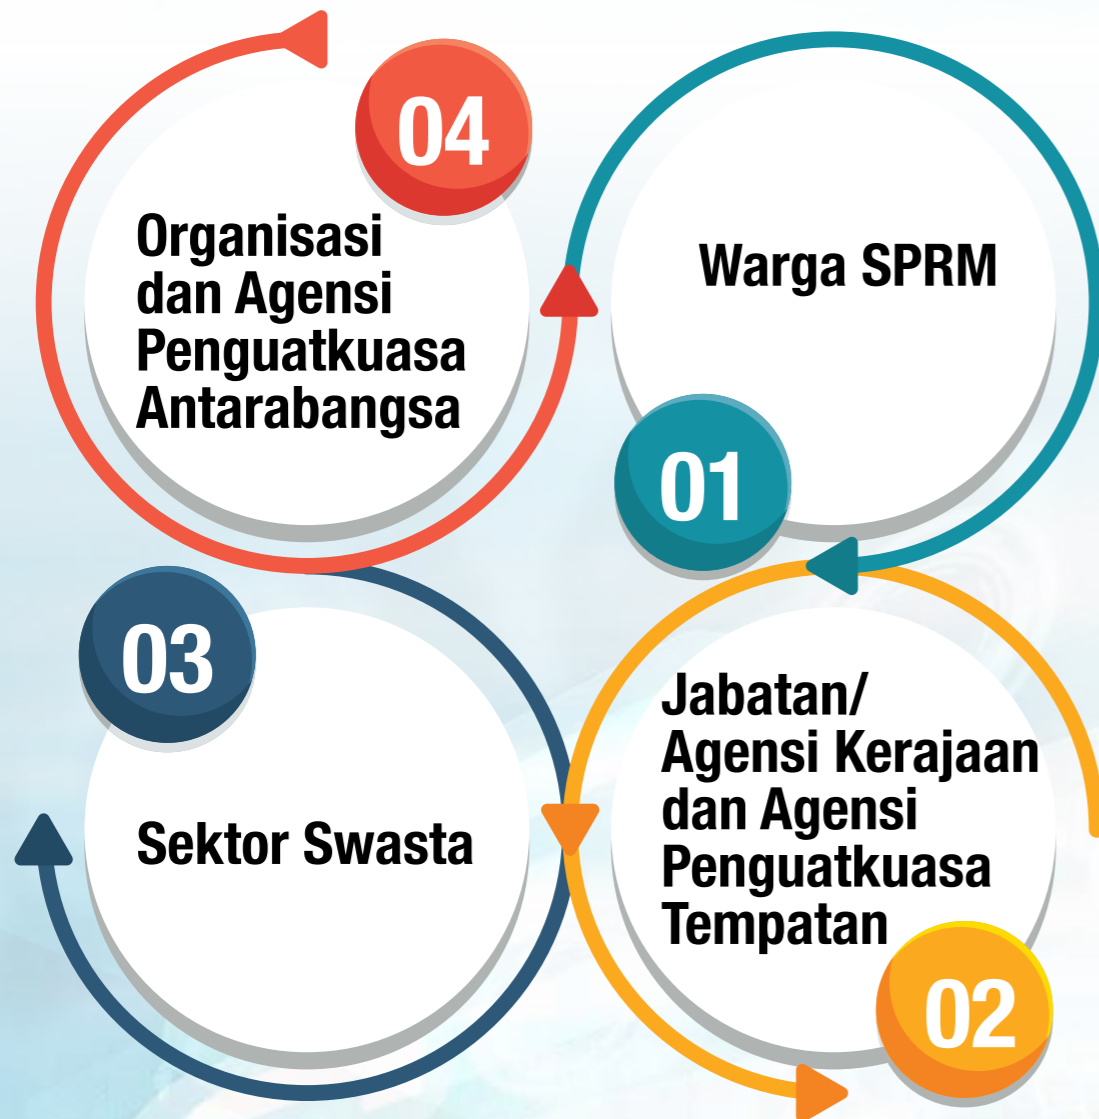 04
Organisasi
dan Agensi
Penguatkuasa
Antarabangsa
Warga SPRM
01
03
Sektor Swasta
Jabatan/
Agensi Kerajaan
dan Agensi
Penguatkuasa
Tempatan
02